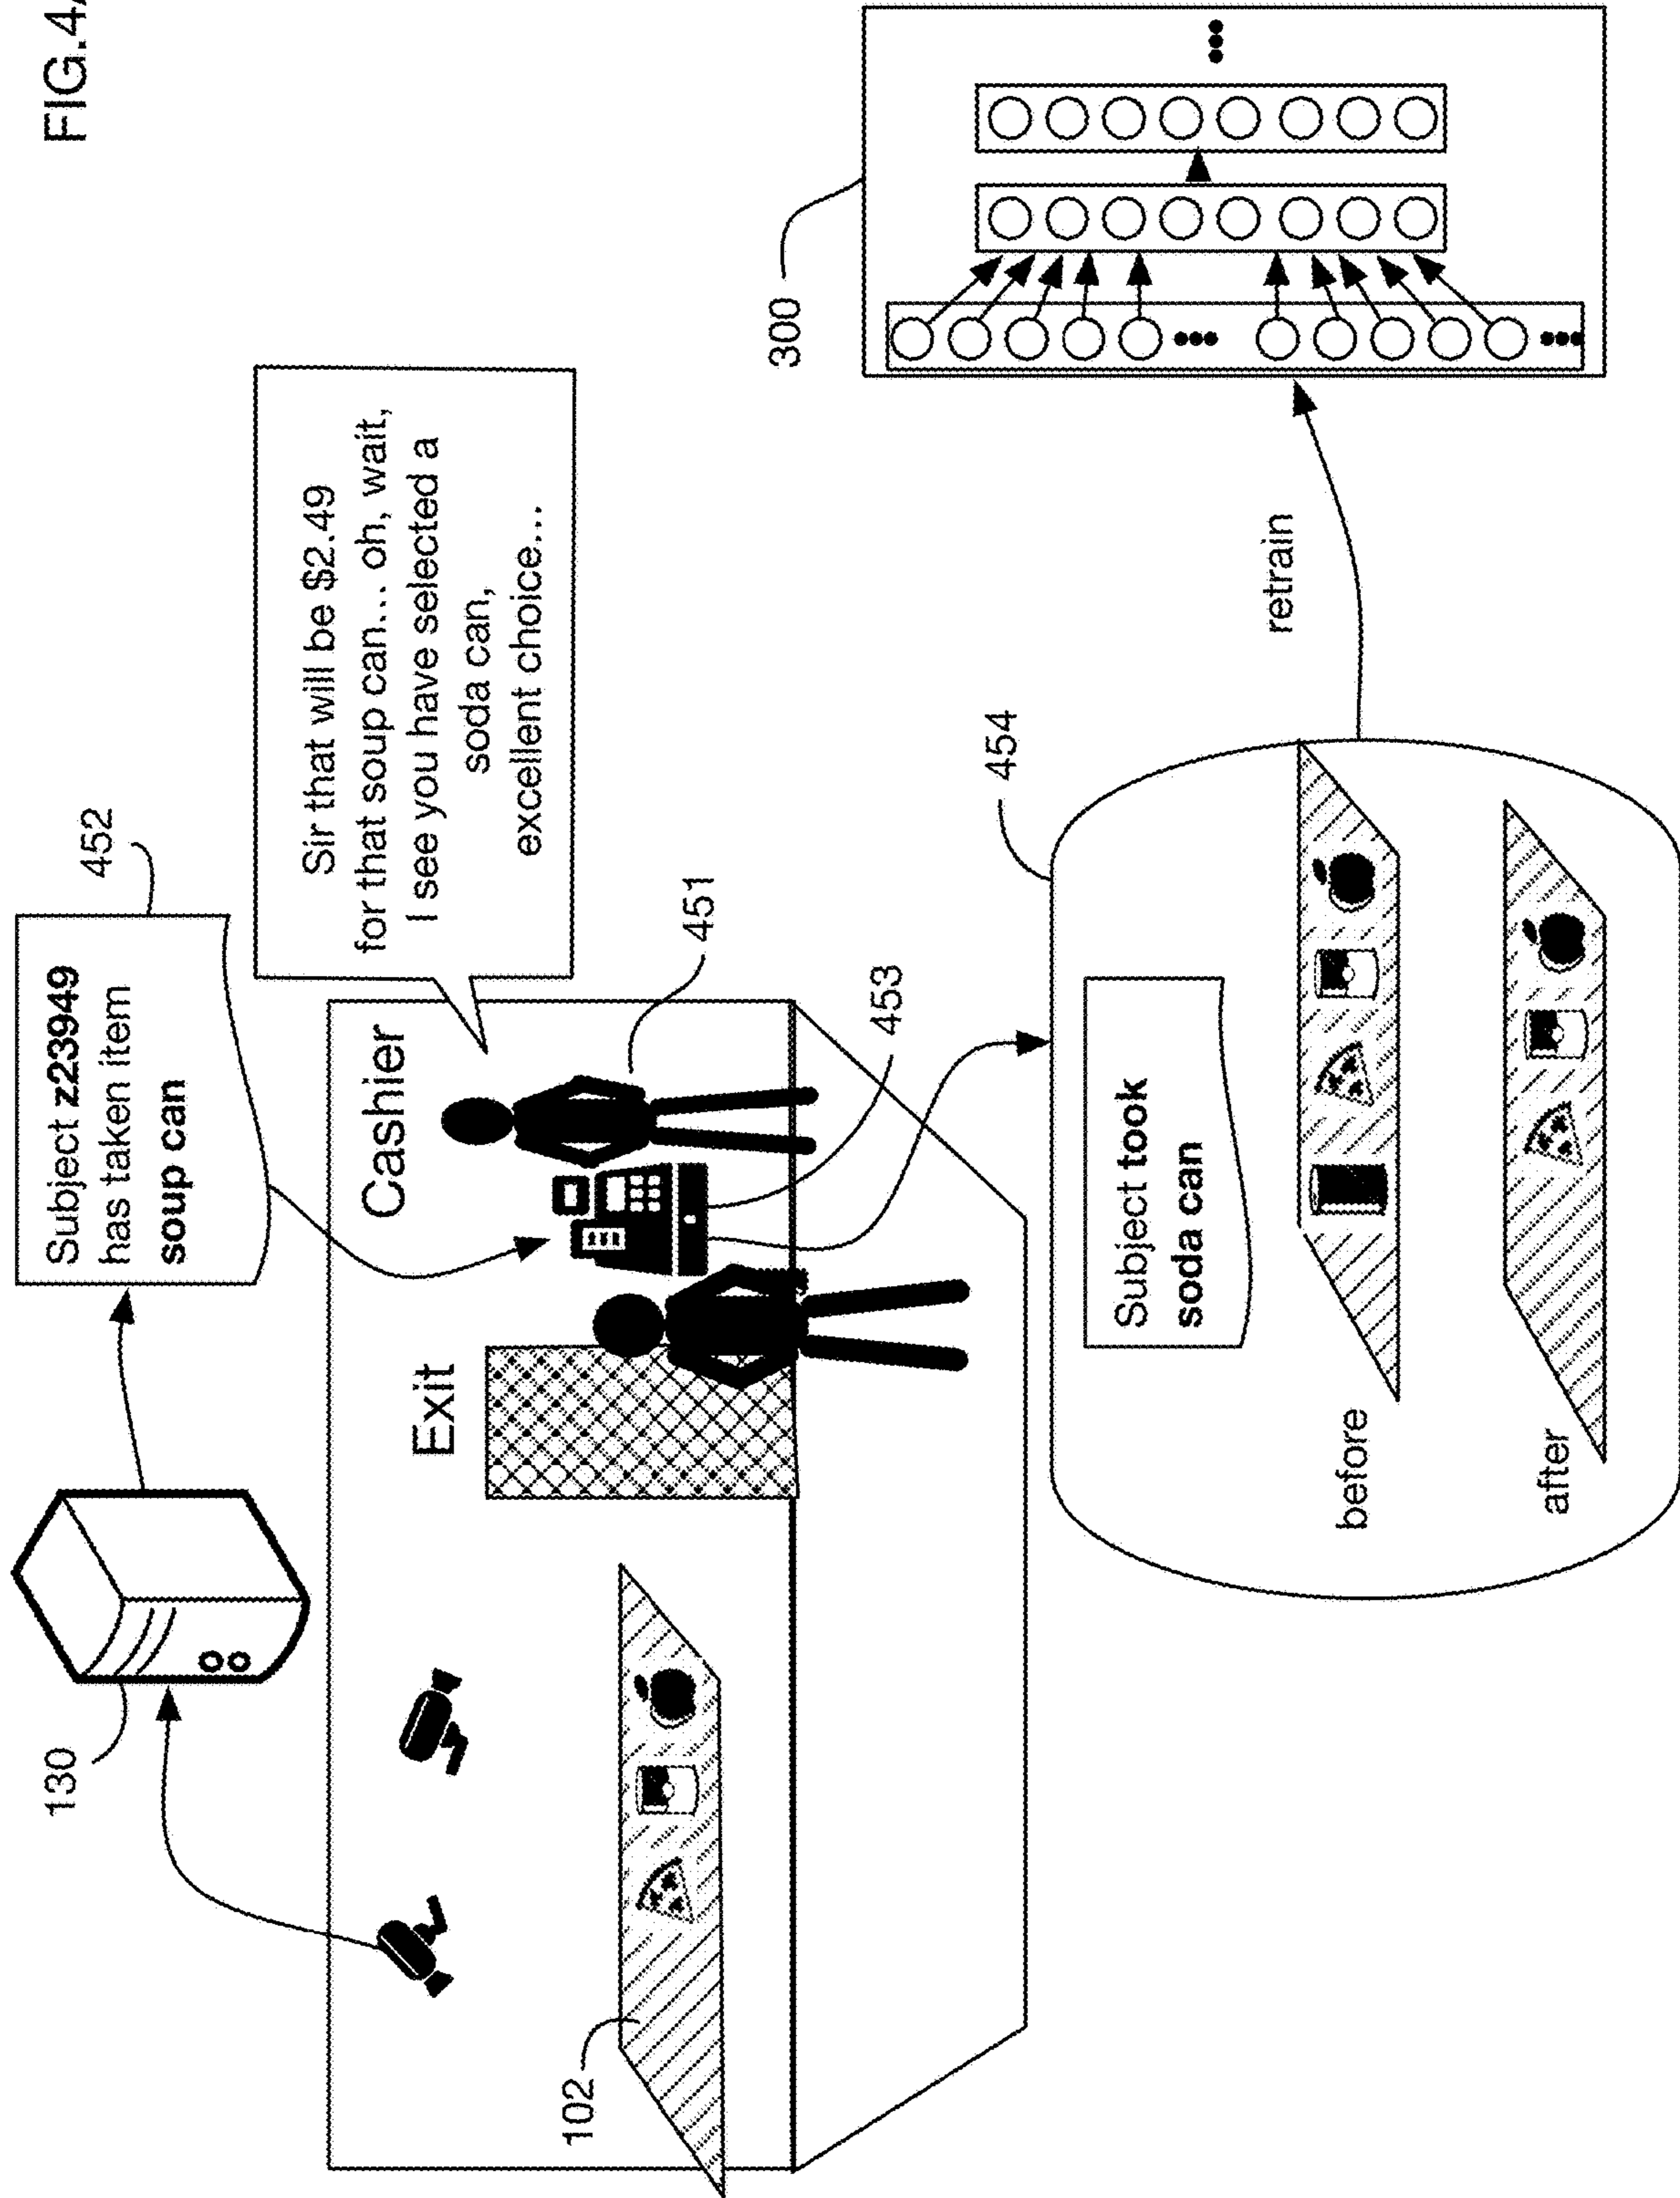 FIG.4
130
Subject z23949
has taken item
soup can
452
Sir that will be $2.49
for that soup can... oh, wait,
I see you have selected a
soda can,
excellent choice...
Exit
Cashier
102
451
453
300
454
Subject took
soda can
before
after
retrain